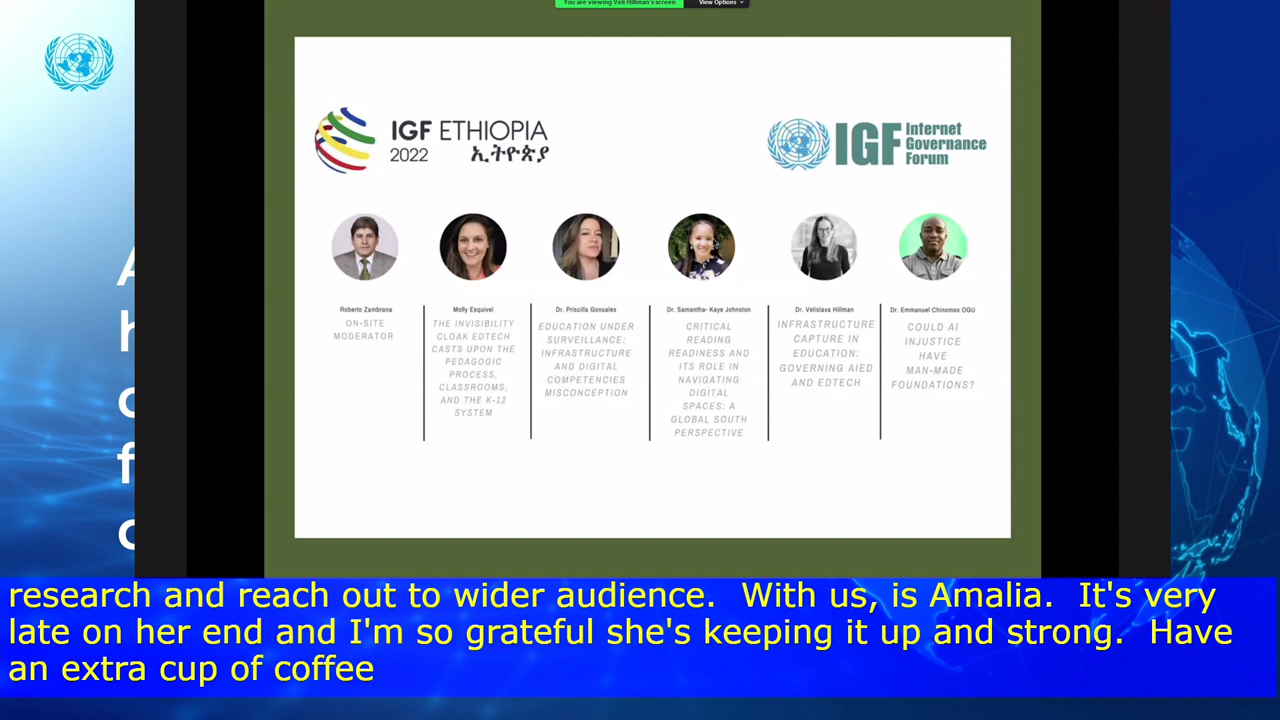 You are viewing Veli Hillman's screen
View Options
IGF ETHIOPIA
2022 ኢትዮጵያ
IGF Internet
Governance
Forum
Roberto Zambrana
ON-SITE
MODERATOR
Molly Esquivel
THE INVISIBILITY
CLOAK EDTECH
CASTS UPON THE
PEDAGOGIC
PROCESS,
CLASSROOMS,
AND THE K-12
SYSTEM
Dr. Priscilla Gonsales
EDUCATION UNDER
SURVEILLANCE:
INFRASTRUCTURE
AND DIGITAL
COMPETENCIES
MISCONCEPTION
Dr. Samantha- Kaye Johnston
CRITICAL
READING
READINESS AND
ITS ROLE IN
NAVIGATING
DIGITAL
SPACES: A
GLOBAL SOUTH
PERSPECTIVE
Dr. Velislava Hillman
INFRASTRUCTURE
CAPTURE IN
EDUCATION:
GOVERNING AIED
AND EDTECH
Dr. Emmanuel Chinomso OGU
COULD AI
INJUSTICE
HAVE
MAN-MADE
FOUNDATIONS?
research and reach out to wider audience. With us, is Amalia. It's very
late on her end and I'm so grateful she's keeping it up and strong. Have
an extra cup of coffee